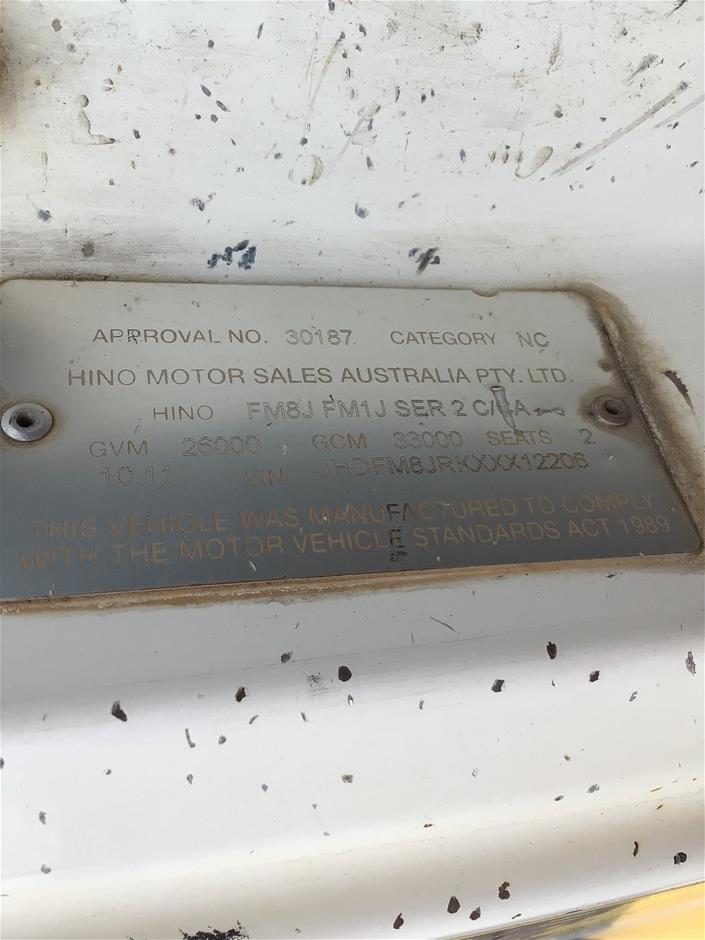 APPROVAL NO. 30187 CATEGORY NC
HINO MOTOR SALES AUSTRALIA PTY. LTD.
HINO FM8J FM1J SER 2
GVM 26000 GCM 33000 SEATS 2
10.11 VIN JHDFM8JRKXXX12206
THIS VEHICLE WAS MANUFACTURED TO COMPLY
WITH THE MOTOR VEHICLE STANDARDS ACT 1989